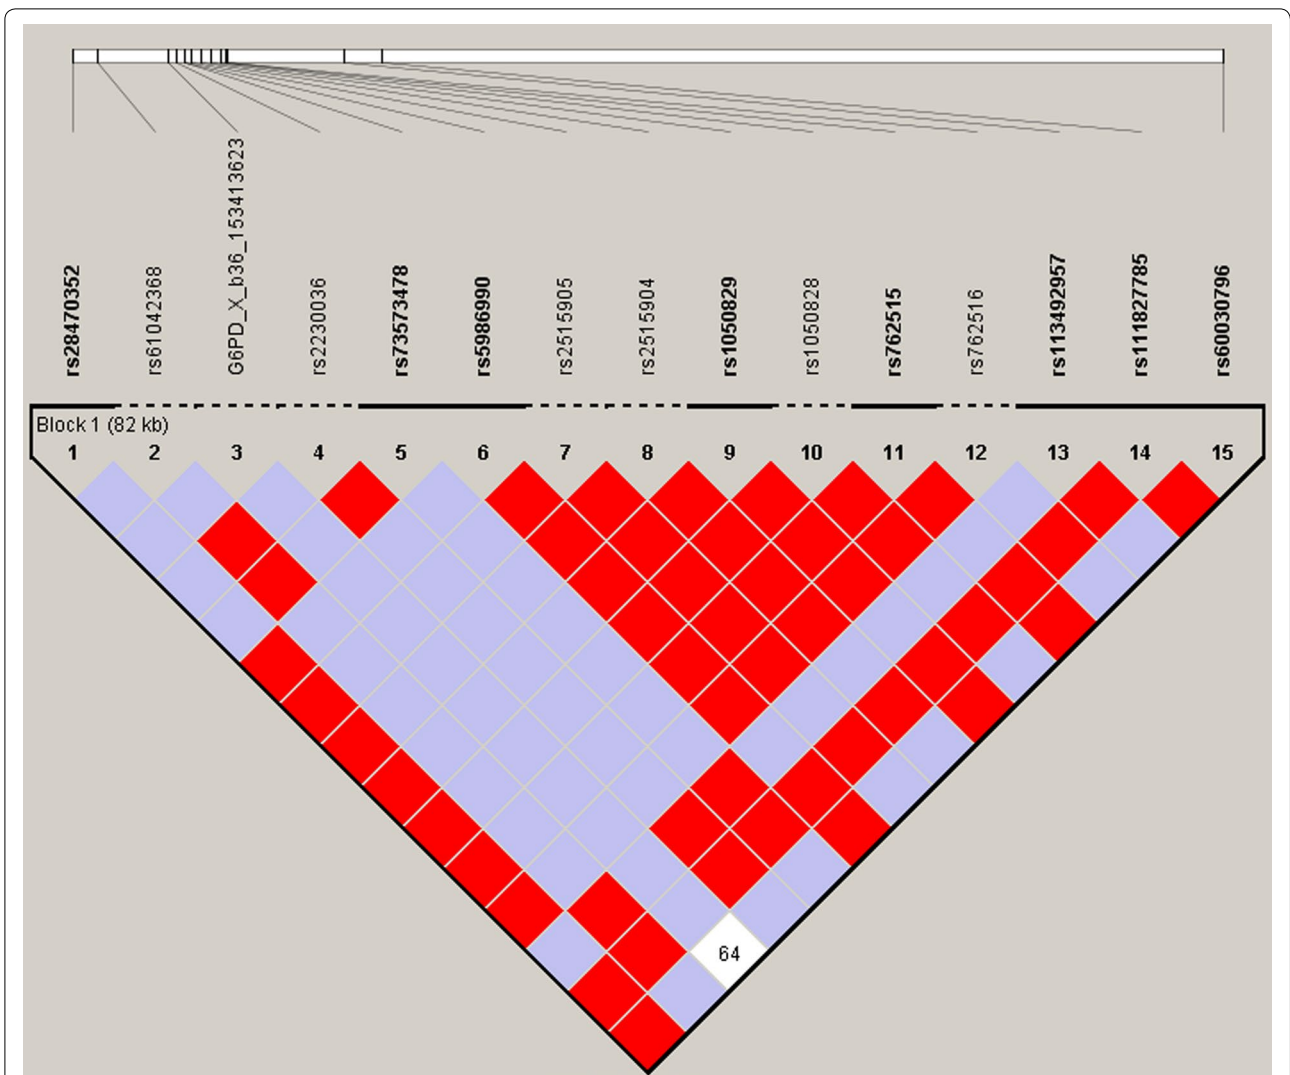 rs28470352
rs61042368
G6PD_X_b36_153413623
rs2230036
rs73573478
rs5986990
rs2515905
rs2515904
rs1050829
rs1050828
rs762515
rs762516
rs113492957
rs111827785
rs60030796
Block 1 (82 kb)
1 2 3 4 5 6 7 8 9 10 11 12 13 14 15
64